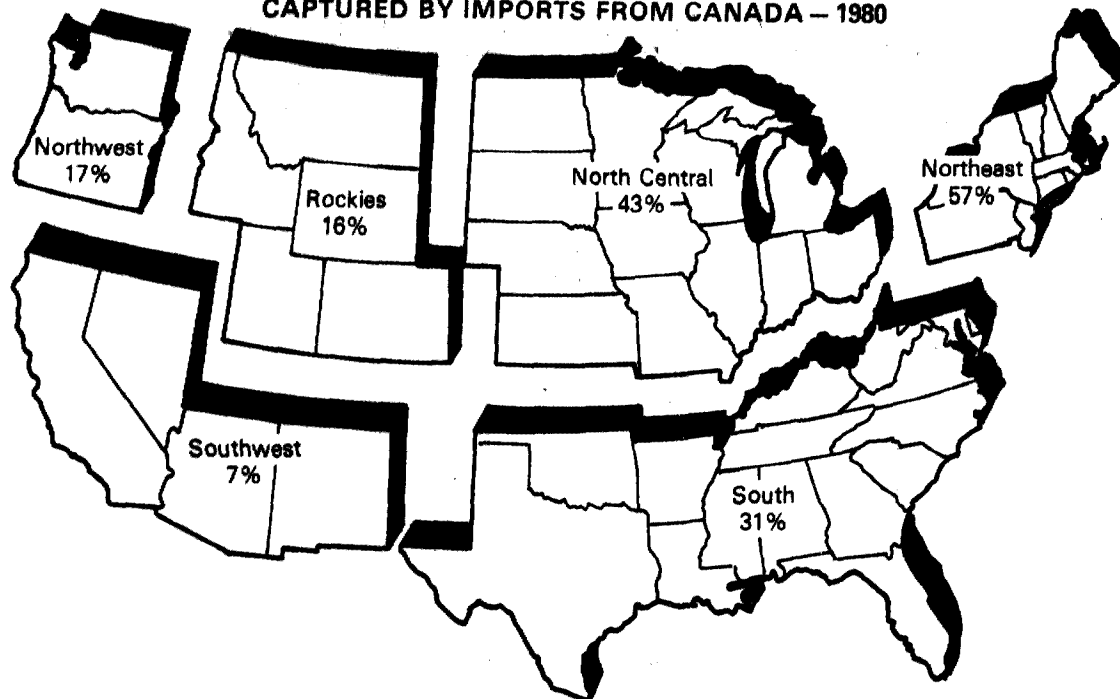 CAPTURED BY IMPORTS FROM CANADA — 1980
Northwest
17%
Rockies
16%
North Central
43%
Northeast
57%
Southwest
7%
South
31%